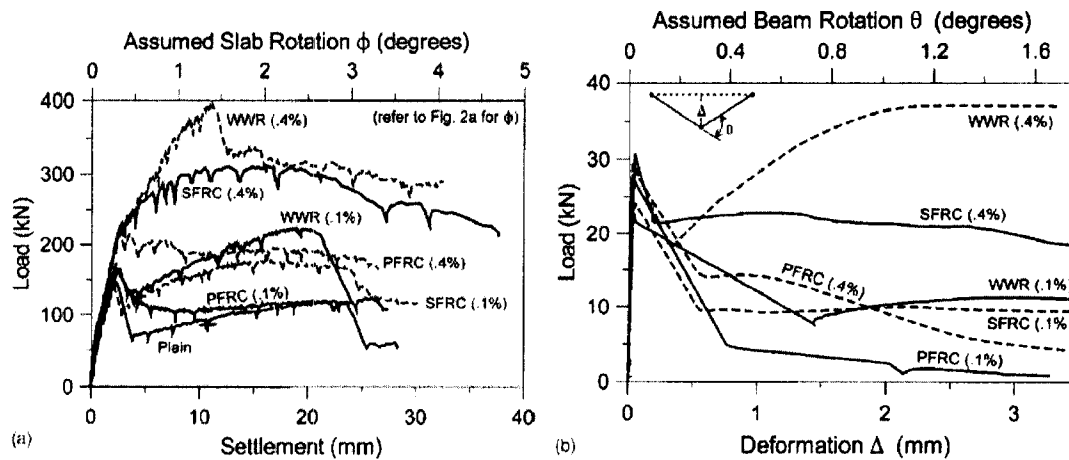 Assumed Slab Rotation ϕ (degrees)
0 1 2 3 4 5
400
300
200
100
0
Load (kN)
WWR (.4%)
(refer to Fig. 2a for ϕ)
SFRC (.4%)
WWR (.1%)
PFRC (.4%)
PFRC (.1%)
SFRC (.1%)
Plain
0 10 20 30 40
Settlement (mm)
(a)
Assumed Beam Rotation θ (degrees)
0 0.4 0.8 1.2 1.6
40
30
20
10
0
Load (kN)
Δ
WWR (.4%)
SFRC (.4%)
PFRC (.4%)
WWR (.1%)
SFRC (.1%)
PFRC (.1%)
0 1 2 3
Deformation Δ (mm)
(b)